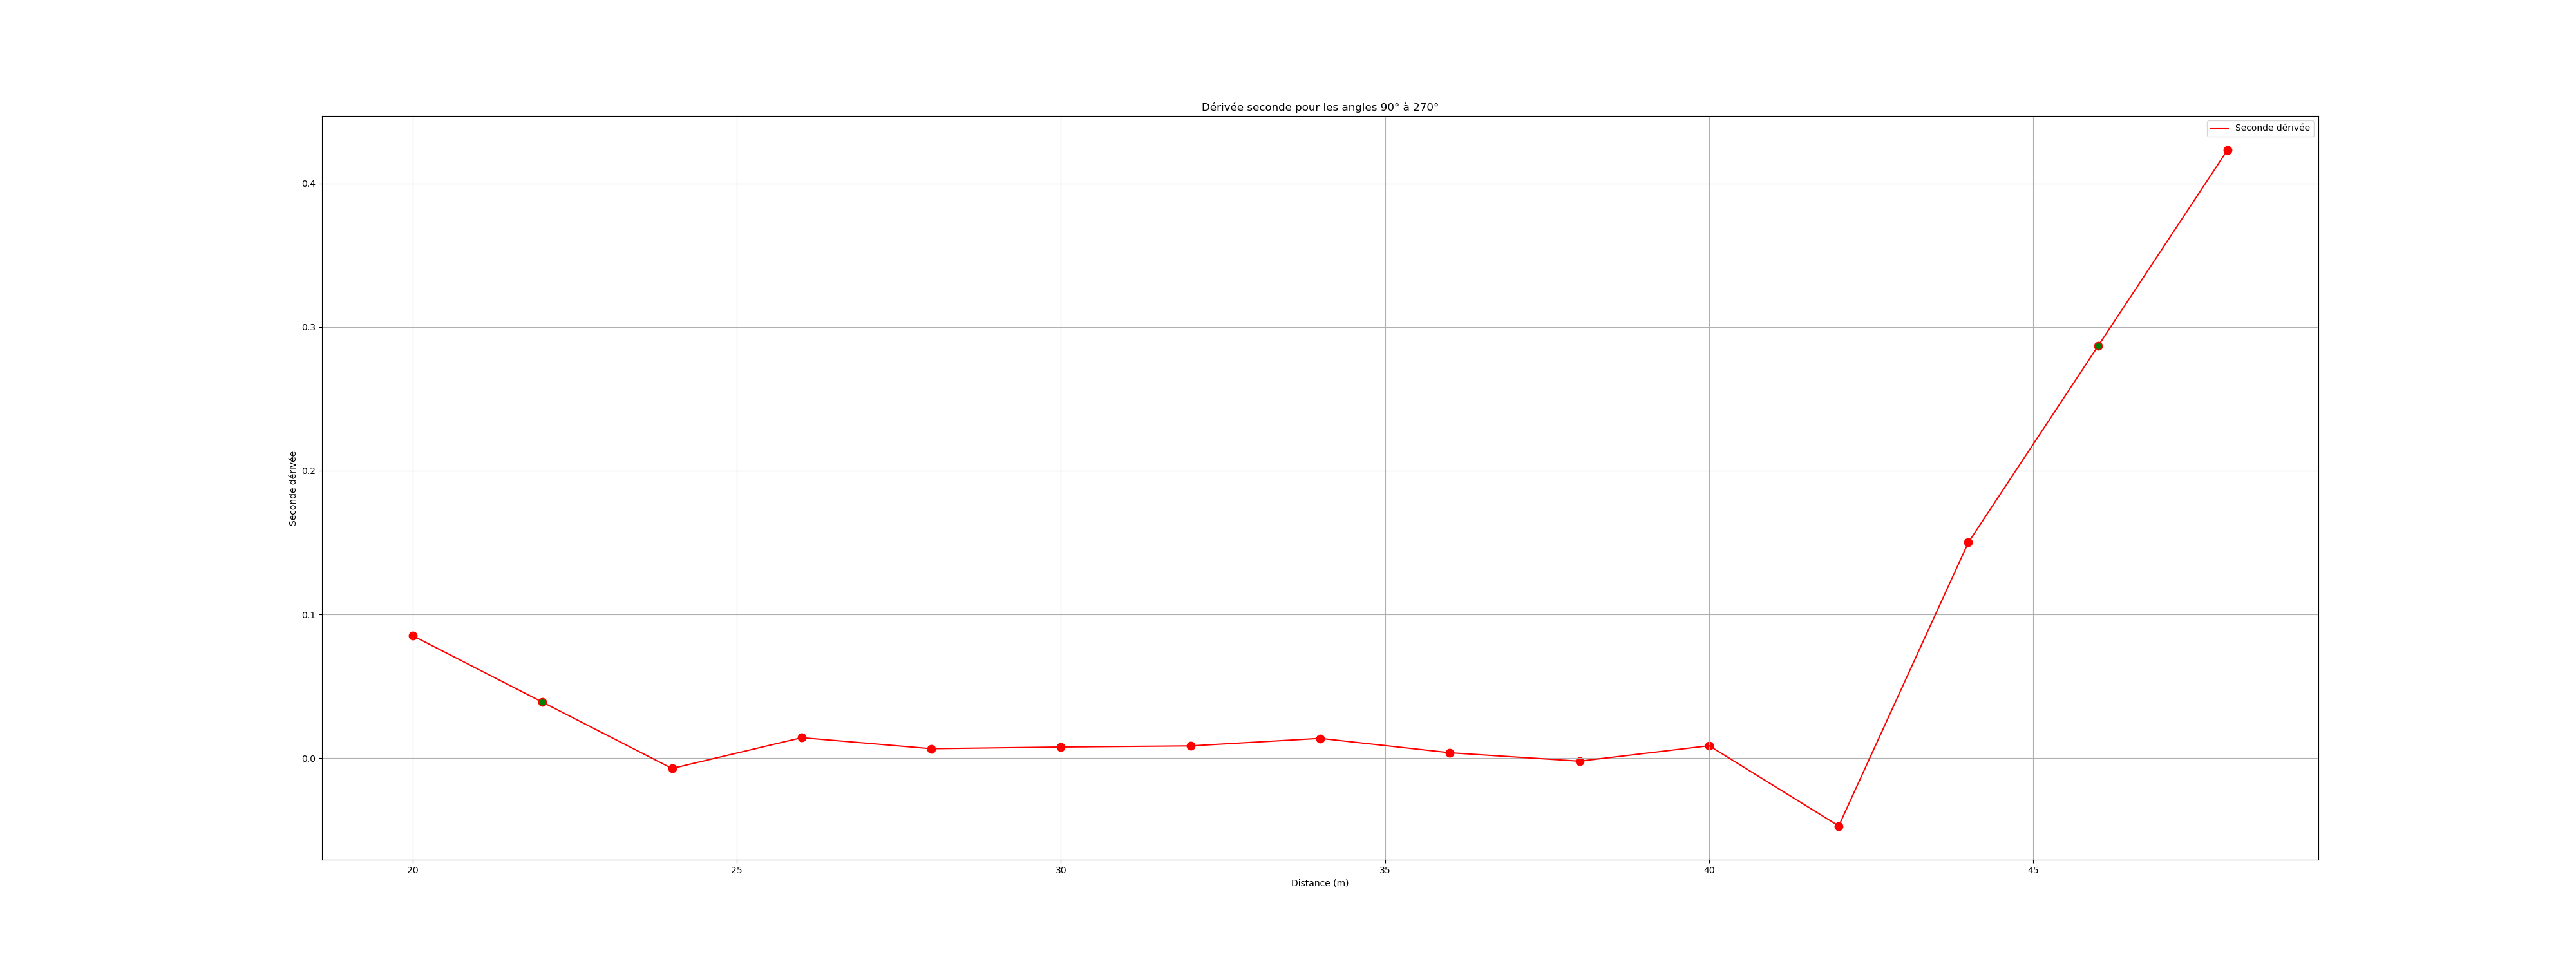 Dérivée seconde pour les angles 90° à 270°
Seconde dérivée
0.4
0.3
0.2
0.1
0.0
Seconde dérivée
20 25 30 35 40 45
Distance (m)